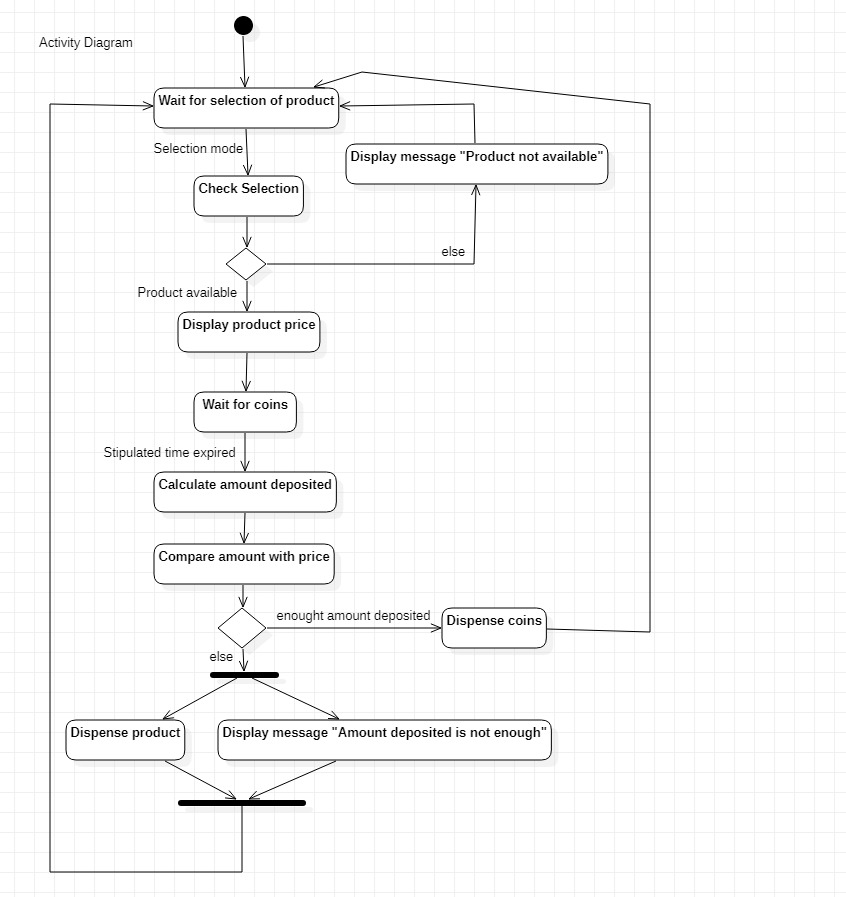 Activity Diagram
Wait for selection of product
Selection mode
Display message "Product not available"
Check Selection
else
Product available
Display product price
Wait for coins
Stipulated time expired
Calculate amount deposited
Compare amount with price
enought amount deposited
Dispense coins
else
Dispense product
Display message "Amount deposited is not enough"